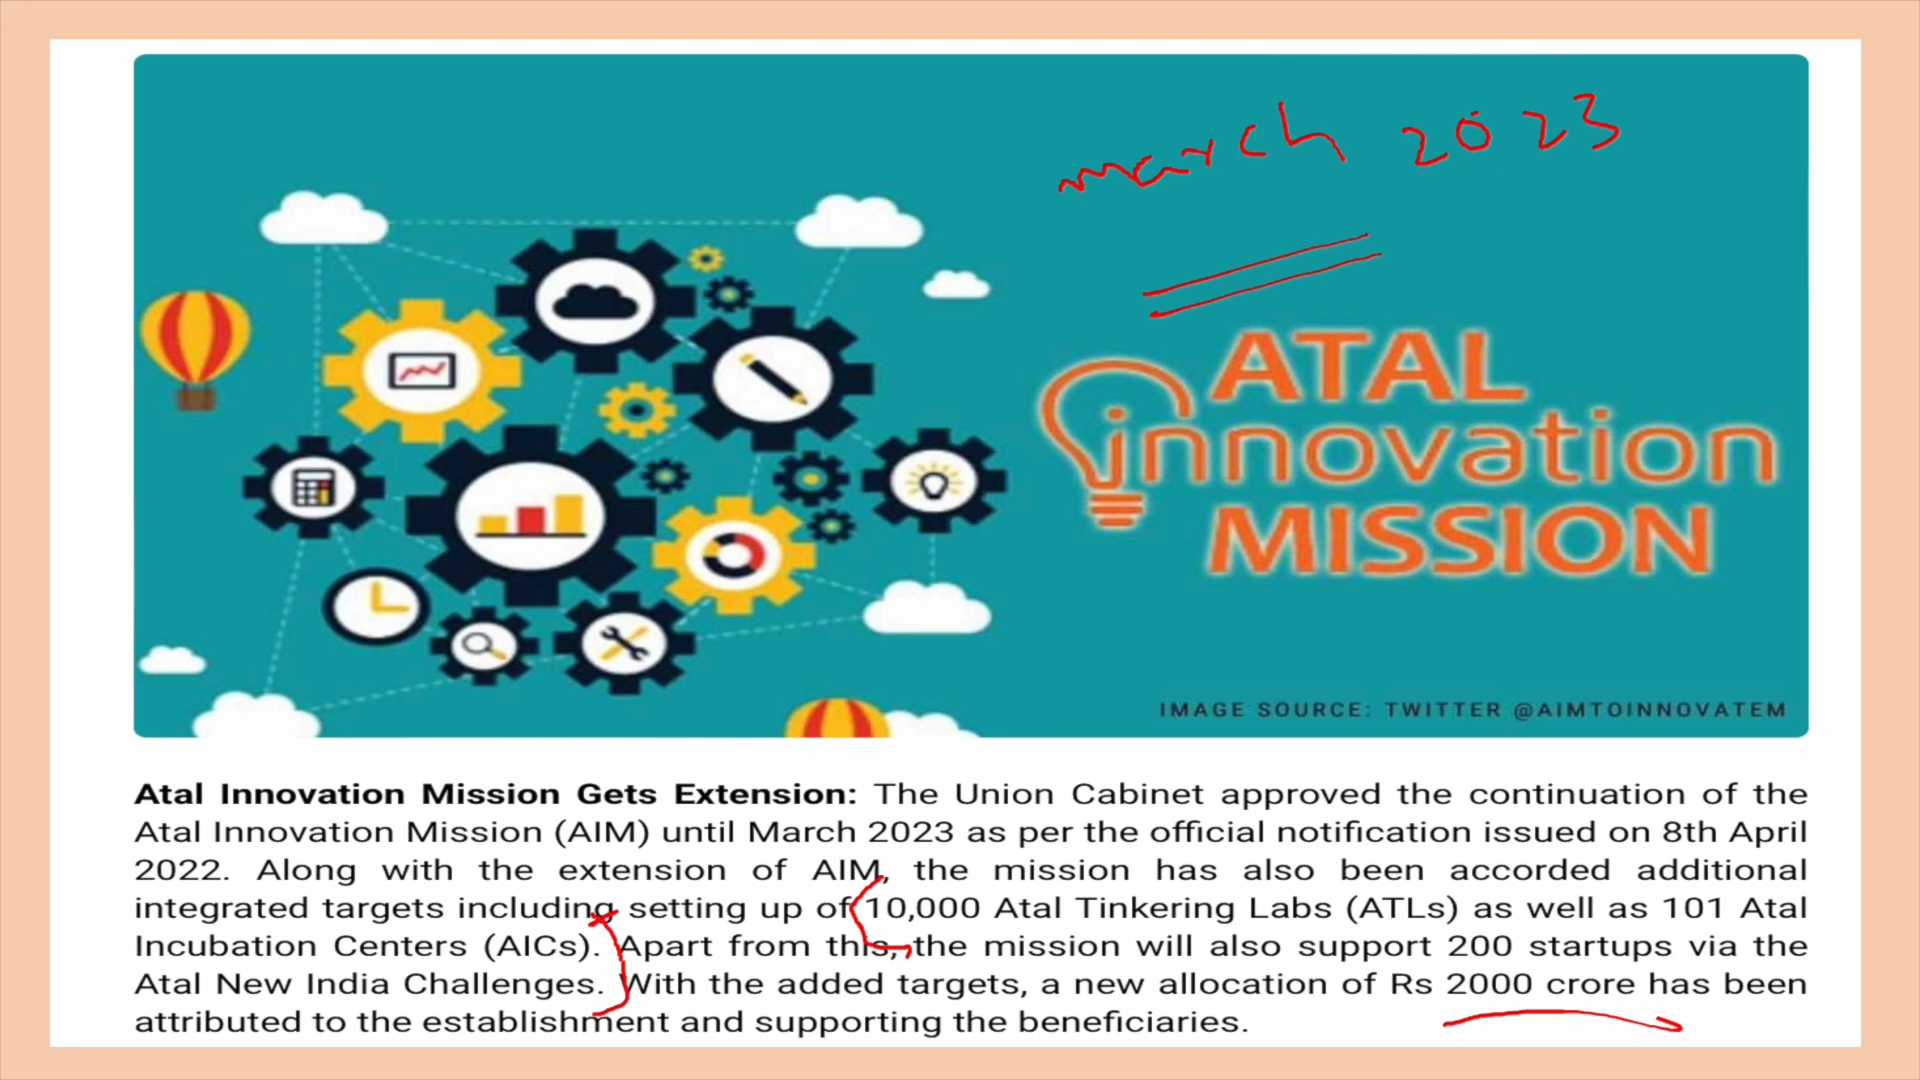 march 2023
ATAL
innovation
MISSION
IMAGE SOURCE: TWITTER @AIMTOINNOVATEM
Atal Innovation Mission Gets Extension: The Union Cabinet approved the continuation of the
Atal Innovation Mission (AIM) until March 2023 as per the official notification issued on 8th April
2022. Along with the extension of AIM, the mission has also been accorded additional
integrated targets including setting up of 10,000 Atal Tinkering Labs (ATLs) as well as 101 Atal
Incubation Centers (AICs). Apart from this, the mission will also support 200 startups via the
Atal New India Challenges. With the added targets, a new allocation of Rs 2000 crore has been
attributed to the establishment and supporting the beneficiaries.